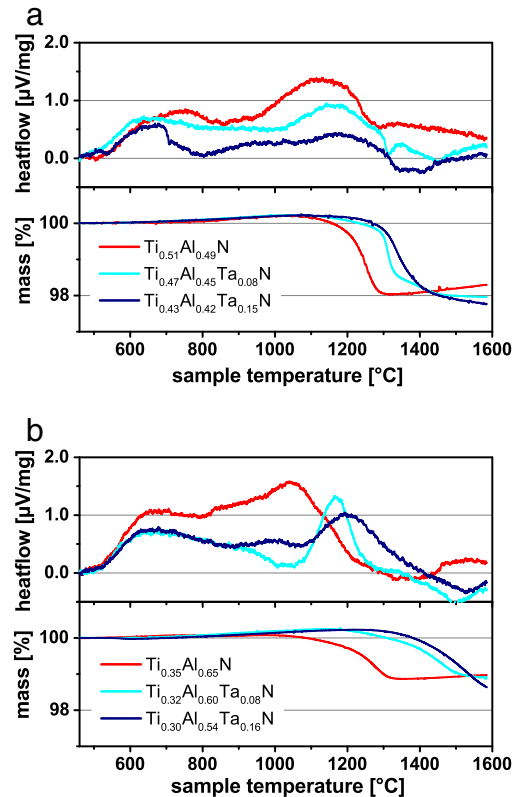 a
2.0
1.0
0.0
heatflow [µV/mg]
100
98
mass [%]
Ti0.51Al0.49N
Ti0.47Al0.45Ta0.08N
Ti0.43Al0.42Ta0.15N
600 800 1000 1200 1400 1600
sample temperature [°C]
b
2.0
1.0
0.0
heatflow [µV/mg]
100
98
mass [%]
Ti0.35Al0.65N
Ti0.32Al0.60Ta0.08N
Ti0.30Al0.54Ta0.16N
600 800 1000 1200 1400 1600
sample temperature [°C]